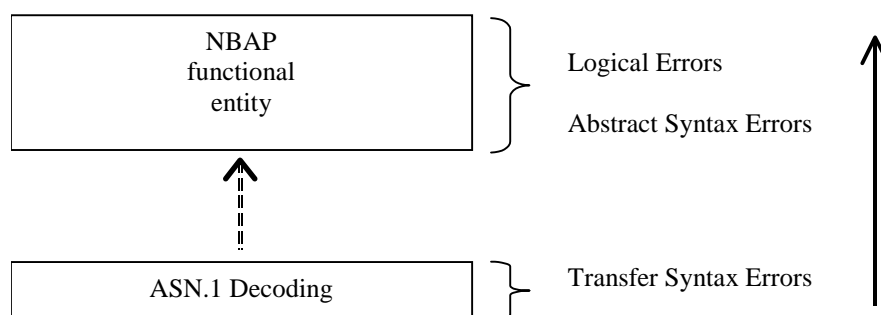 NBAP
functional
entity
Logical Errors
Abstract Syntax Errors
ASN.1 Decoding
Transfer Syntax Errors